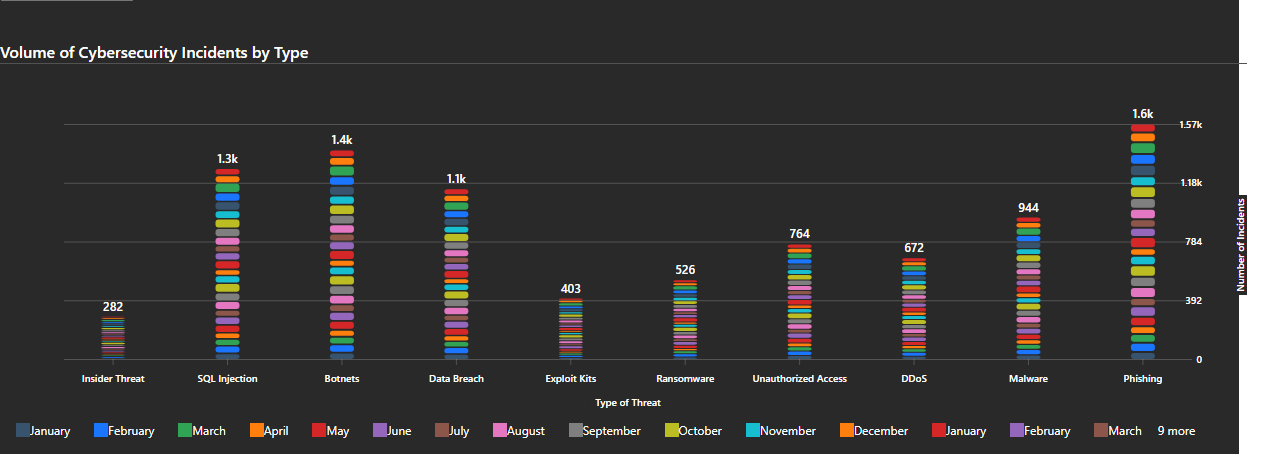 Volume of Cybersecurity Incidents by Type
1.6k
1.57k
1.4k
1.3k
1.1k
1.18k
944
764
784
672
526
403
392
282
0
Number of Incidents
Insider Threat SQL Injection Botnets Data Breach Exploit Kits Ransomware Unauthorized Access DDoS Malware Phishing
Type of Threat
January February March April May June July August September October November December January February March 9 more